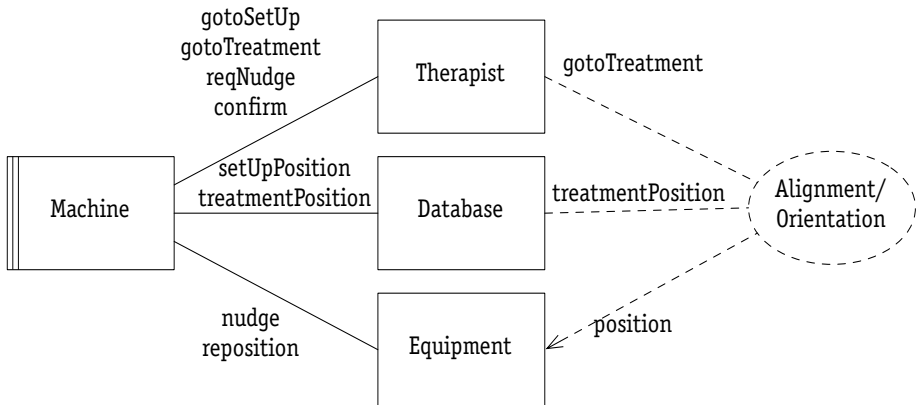 gotoSetUp
gotoTreatment
reqNudge
confirm
Therapist
gotoTreatment
Machine
setUpPosition
treatmentPosition
Database
treatmentPosition
Alignment/
Orientation
nudge
reposition
Equipment
position